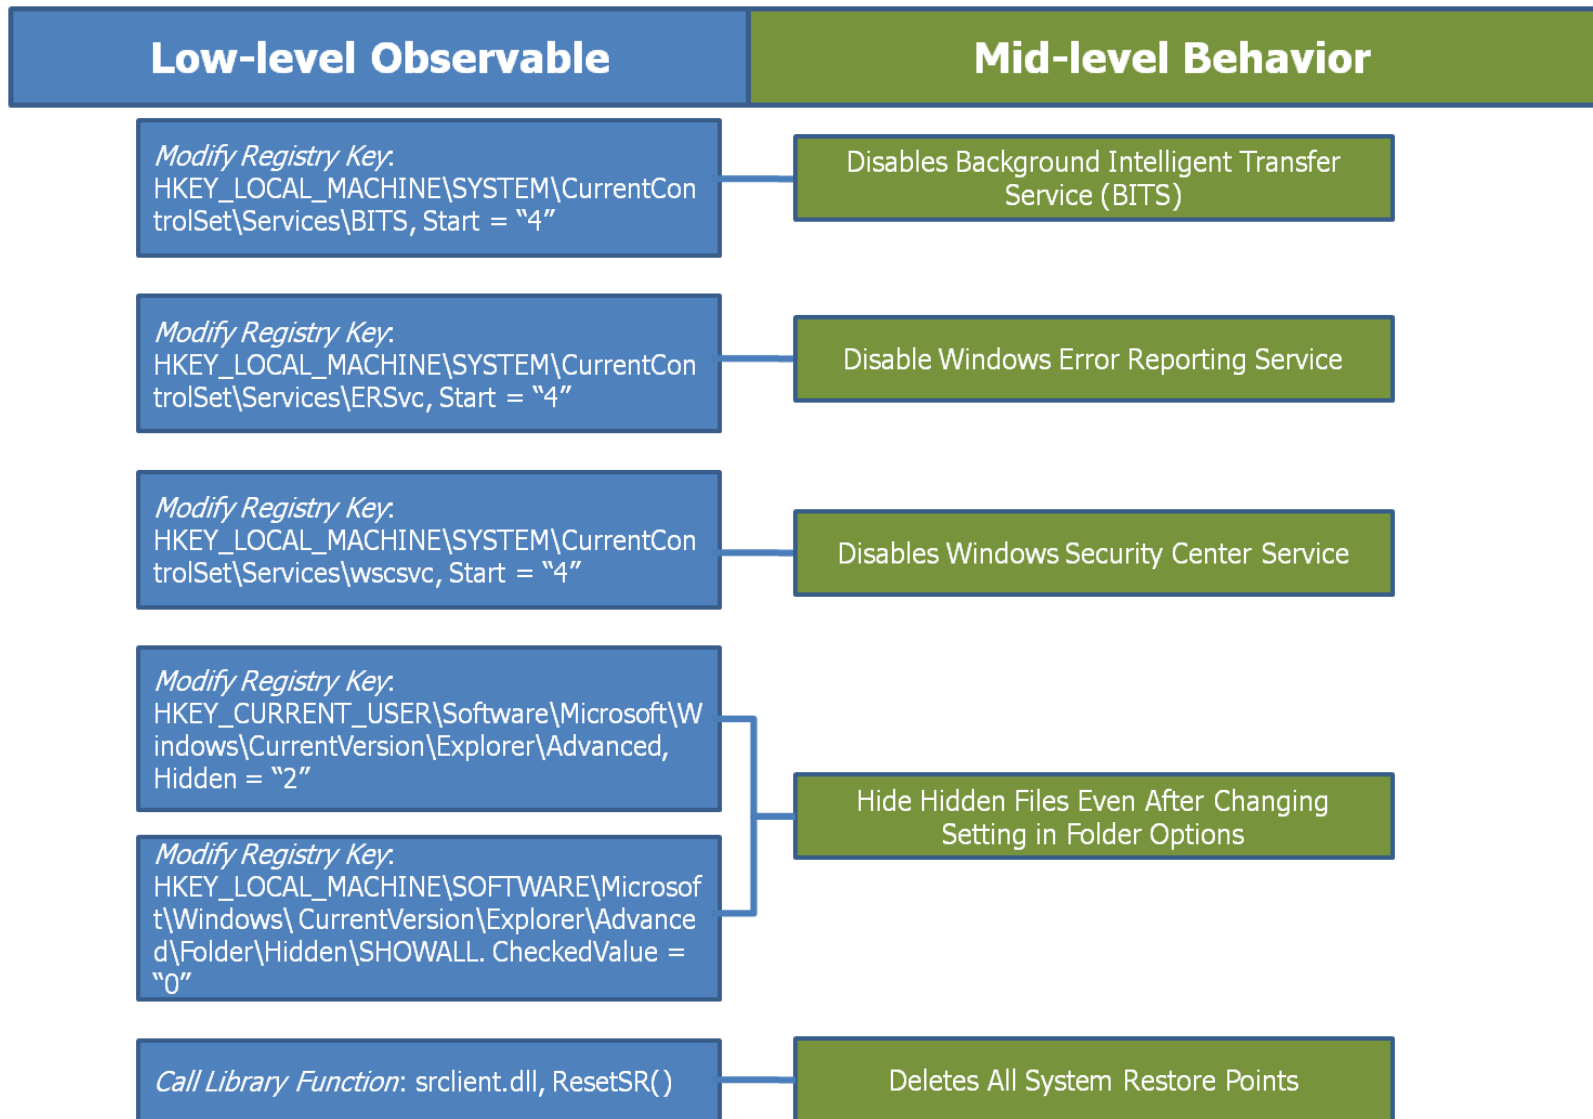 Low-level Observable
Mid-level Behavior
Modify Registry Key:
HKEY_LOCAL_MACHINE\SYSTEM\CurrentCon
trolSet\Services\BITS, Start = “4”
Disables Background Intelligent Transfer
Service (BITS)
Modify Registry Key:
HKEY_LOCAL_MACHINE\SYSTEM\CurrentCon
trolSet\Services\ERSvc, Start = “4”
Disable Windows Error Reporting Service
Modify Registry Key:
HKEY_LOCAL_MACHINE\SYSTEM\CurrentCon
trolSet\Services\wscsvc, Start = “4”
Disables Windows Security Center Service
Modify Registry Key:
HKEY_CURRENT_USER\Software\Microsoft\W
indows\CurrentVersion\Explorer\Advanced,
Hidden = “2”
Modify Registry Key:
HKEY_LOCAL_MACHINE\SOFTWARE\Microsof
t\Windows\ CurrentVersion\Explorer\Advance
d\Folder\Hidden\SHOWALL. CheckedValue =
“0”
Hide Hidden Files Even After Changing
Setting in Folder Options
Call Library Function: srclient.dll, ResetSR()
Deletes All System Restore Points